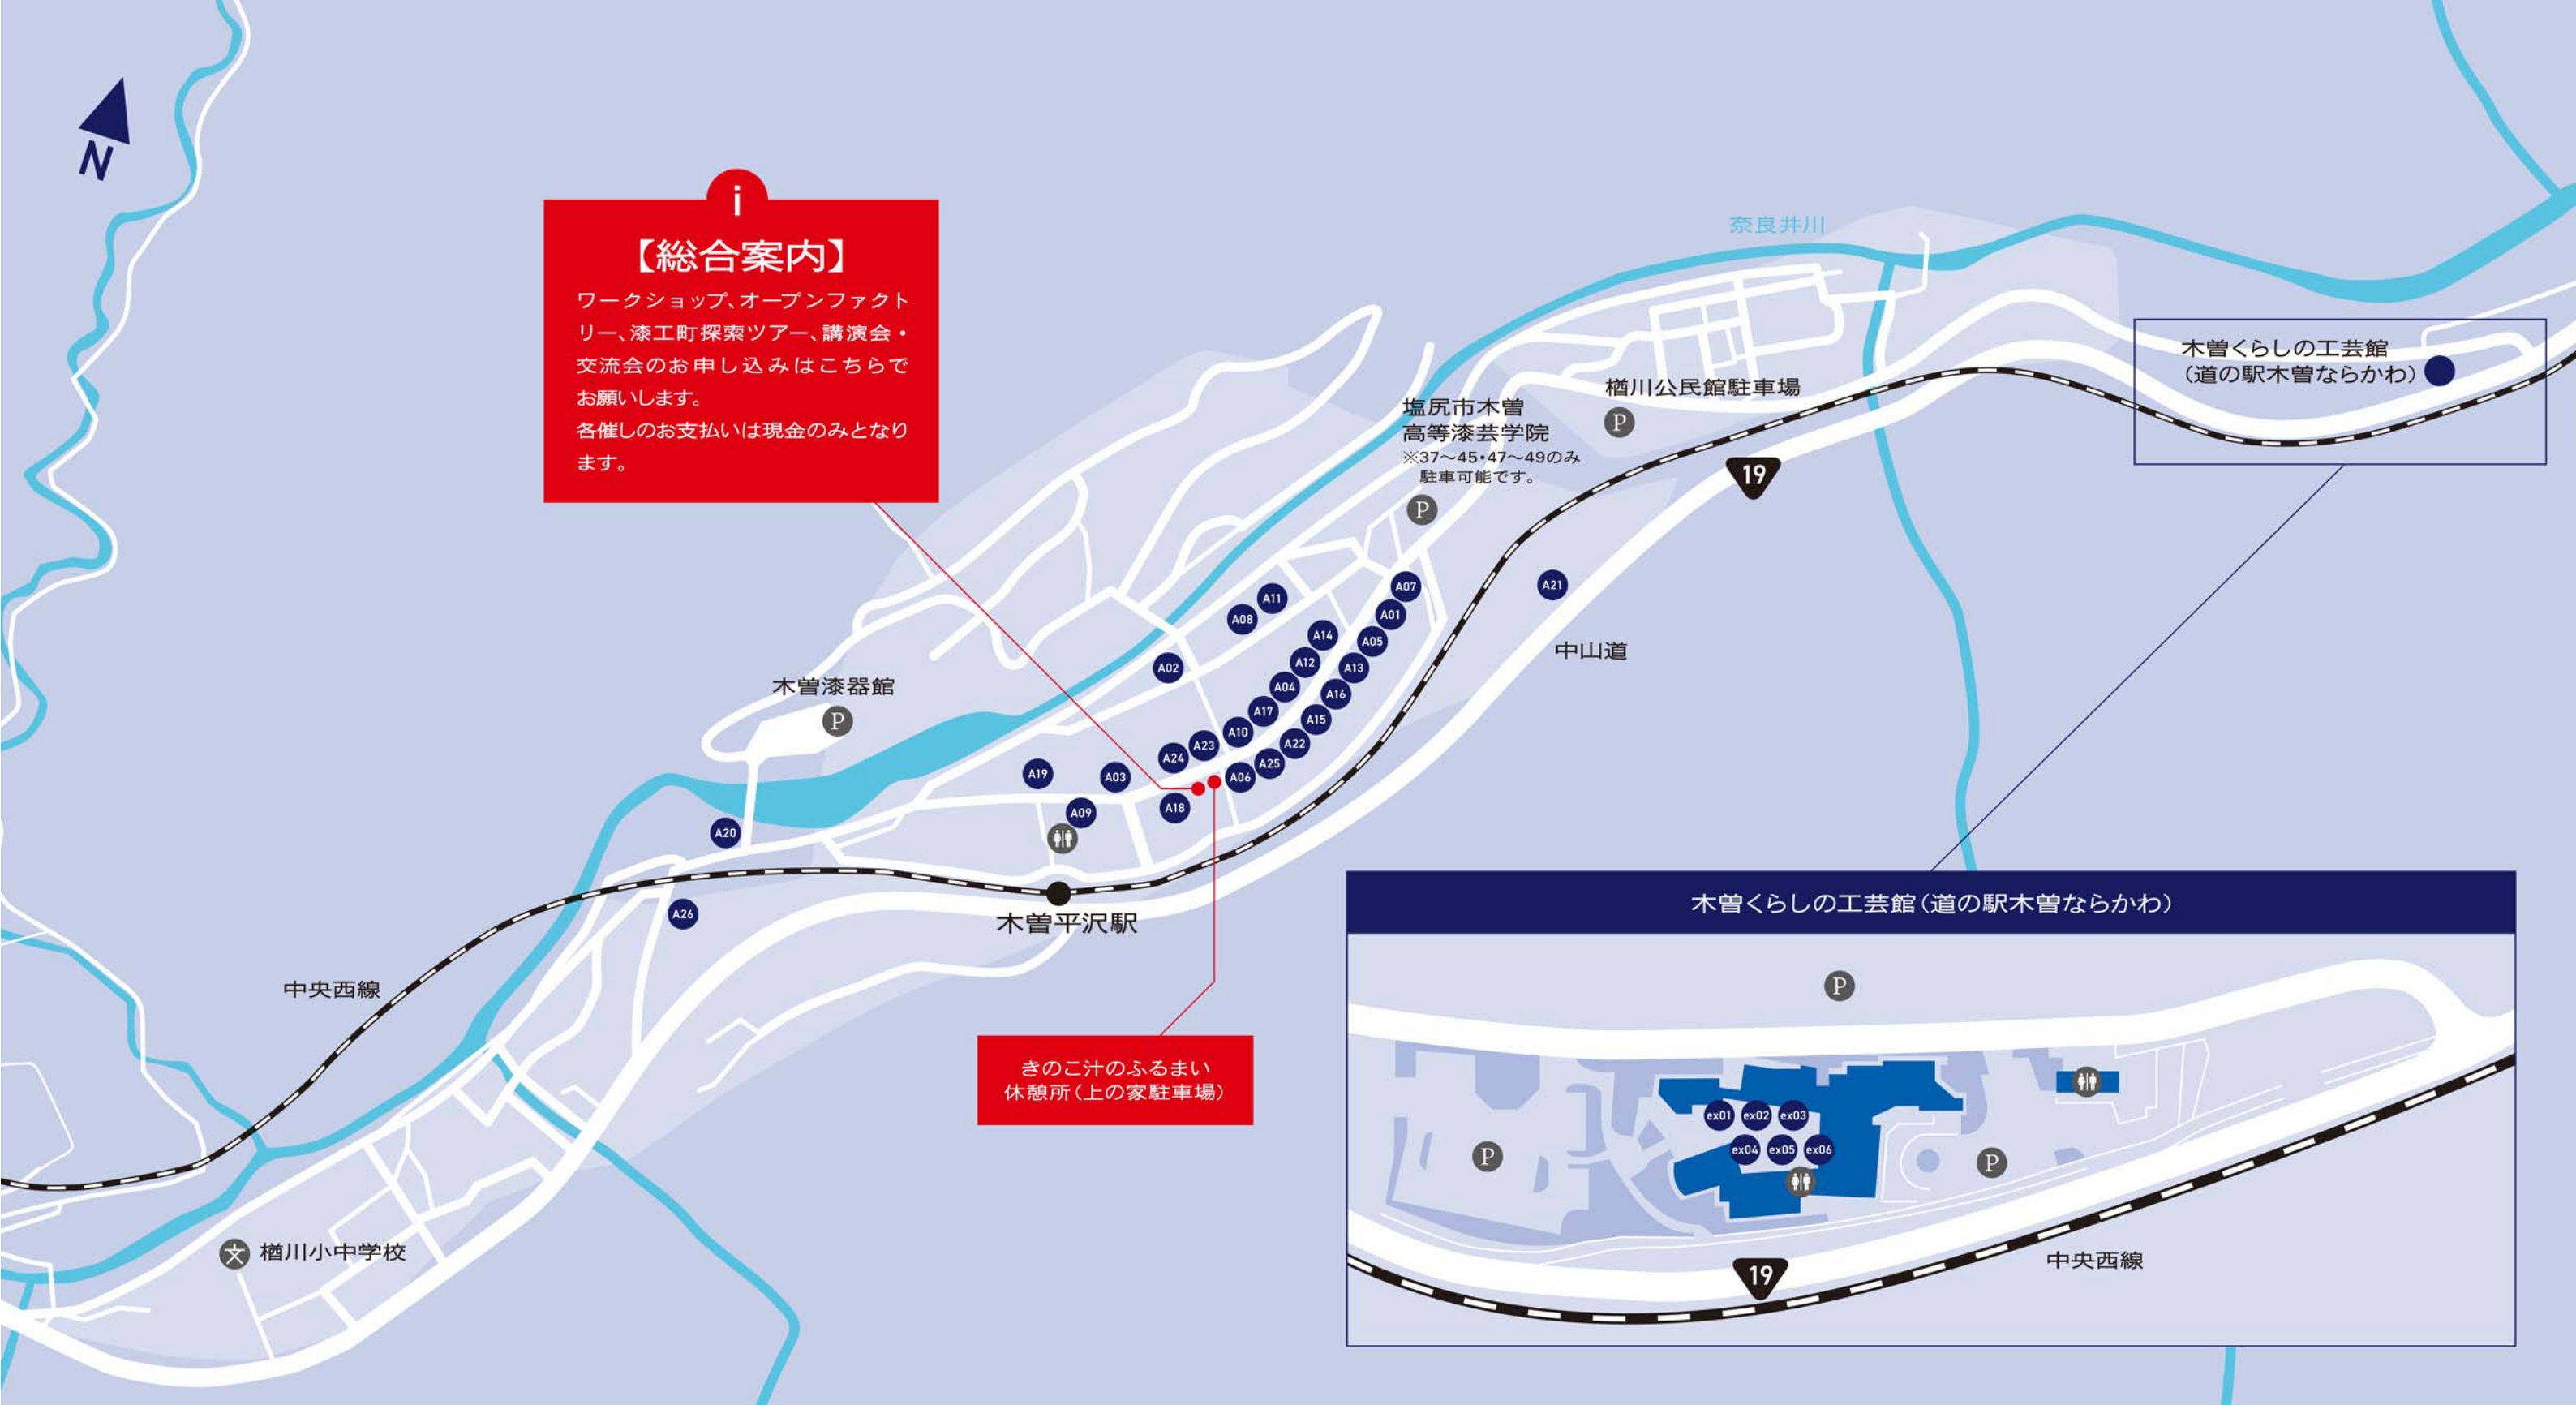 N
i
【総合案内】
ワークショップ、オープンファクト
リー、漆工町探索ツアー、講演会・
交流会のお申し込みはこちらで
お願いします。
各催しのお支払いは現金のみとなり
ます。
奈良井川
木曽くらしの工芸館
（道の駅木曽ならかわ）
楢川公民館駐車場
P
塩尻市木曽
高等漆芸学院
※37〜45・47〜49のみ
駐車可能です。
P
19
A07
A21
A11
A01
A08
A14
A05
中山道
A12
A13
A02
A04
A16
木曽漆器館
P
A17
A15
A10
A22
A23
A24
A25
A19
A03
A06
A18
A09
A20
A26
木曽平沢駅
中央西線
きのこ汁のふるまい
休憩所（上の家駐車場）
文 楢川小中学校
木曽くらしの工芸館（道の駅木曽ならかわ）
P
ex01 ex02 ex03
ex04 ex05 ex06
P
P
19
中央西線